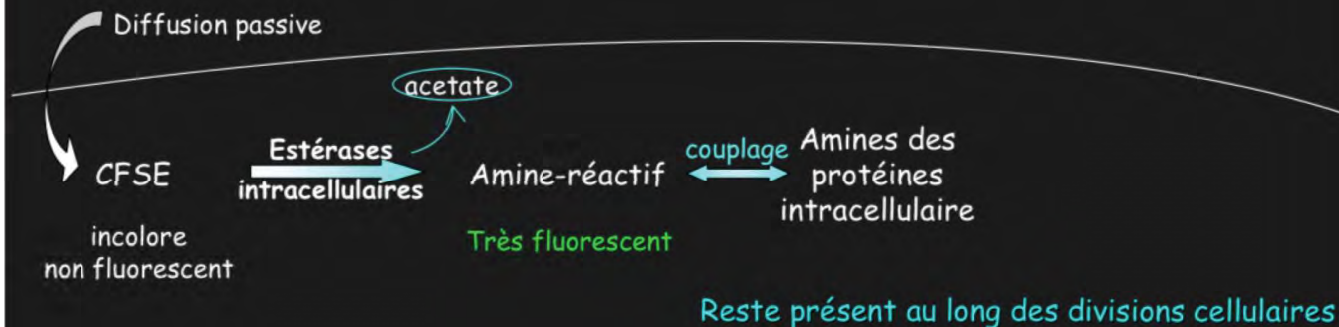 Diffusion passive
acetate
CFSE
Estérases
intracellulaires
Amine-réactif
couplage
Amines des
protéines
intracellulaire
incolore
non fluorescent
Très fluorescent
Reste présent au long des divisions cellulaires